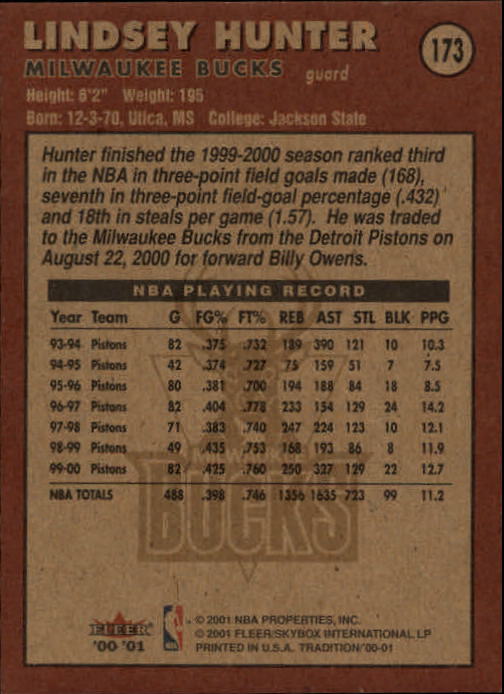 LINDSEY HUNTER
173
MILWAUKEE BUCKS guard
Height: 6'2" Weight: 195
Born: 12-3-70, Utica, MS College: Jackson State
Hunter finished the 1999-2000 season ranked third
in the NBA in three-point field goals made (168),
seventh in three-point field-goal percentage (.432)
and 18th in steals per game (1.57). He was traded
to the Milwaukee Bucks from the Detroit Pistons on
August 22, 2000 for forward Billy Owens.
NBA PLAYING RECORD
Year Team G FG% FT% REB AST STL BLK PPG
93-94 Pistons 82 .375 .732 189 390 121 10 10.3
94-95 Pistons 42 .374 .727 75 159 51 7 7.5
95-96 Pistons 80 .381 .700 194 188 84 18 8.5
96-97 Pistons 82 .404 .778 233 154 129 24 14.2
97-98 Pistons 71 .383 .740 247 224 123 10 12.1
98-99 Pistons 49 .435 .753 168 193 86 8 11.9
99-00 Pistons 82 .425 .760 250 327 129 22 12.7
NBA TOTALS 488 .398 .746 1356 1635 723 99 11.2
BUCKS
FLEER
'00 '01
© 2001 NBA PROPERTIES, INC.
© 2001 FLEER/SKYBOX INTERNATIONAL LP
PRINTED IN U.S.A. TRADITION/'00-01